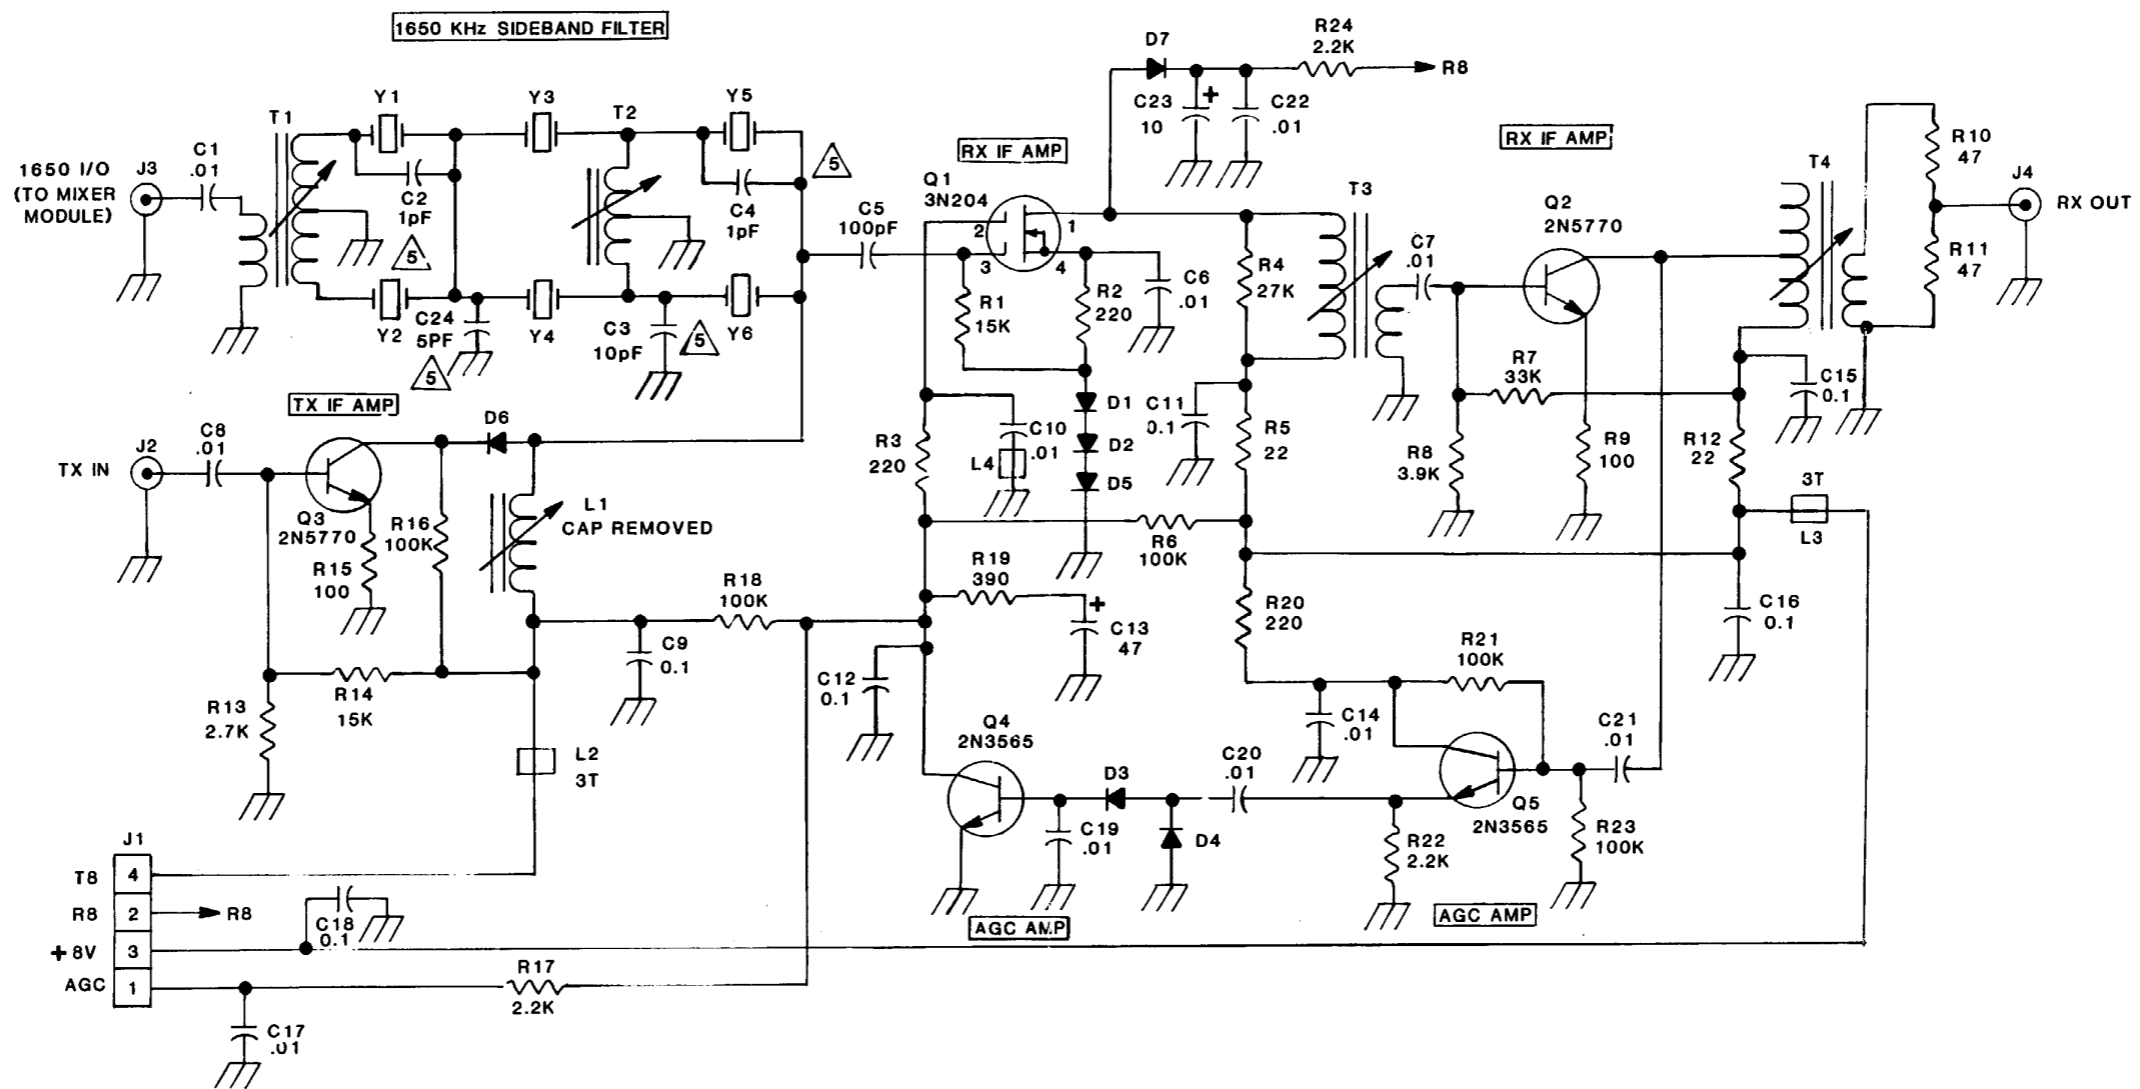 1650 KHz SIDEBAND FILTER
R24
2.2K
D7
R8
C23
10
+
C22
.01
Y1
Y3
T2
Y5
T1
C1
.01
J3
1650 I/O
(TO MIXER
MODULE)
C2
1pF
5
C4
1pF
5
Y2
C24
5PF
5
Y4
C3
10pF
5
Y6
RX IF AMP
Q1
3N204
C5
100pF
2
1
3
4
R1
15K
R2
220
C6
.01
R4
27K
T3
C7
.01
RX IF AMP
Q2
2N5770
T4
R10
47
J4
RX OUT
R11
47
R7
33K
C15
0.1
R8
3.9K
R9
100
R12
22
3T
L3
TX IF AMP
D6
C8
.01
J2
TX IN
Q3
2N5770
R16
100K
L1
CAP REMOVED
R15
100
R3
220
C10
.01
L4
D1
D2
D5
C11
0.1
R5
22
R6
100K
R19
390
+
C13
47
R18
100K
C9
0.1
C12
0.1
R20
220
R21
100K
C16
0.1
R13
2.7K
R14
15K
L2
3T
Q4
2N3565
C14
.01
C21
.01
C20
.01
D3
Q5
2N3565
C19
.01
D4
R22
2.2K
R23
100K
AGC AMP
AGC AMP
J1
T8
4
R8
2
R8
C18
0.1
+8V
3
AGC
1
R17
2.2K
C17
.01